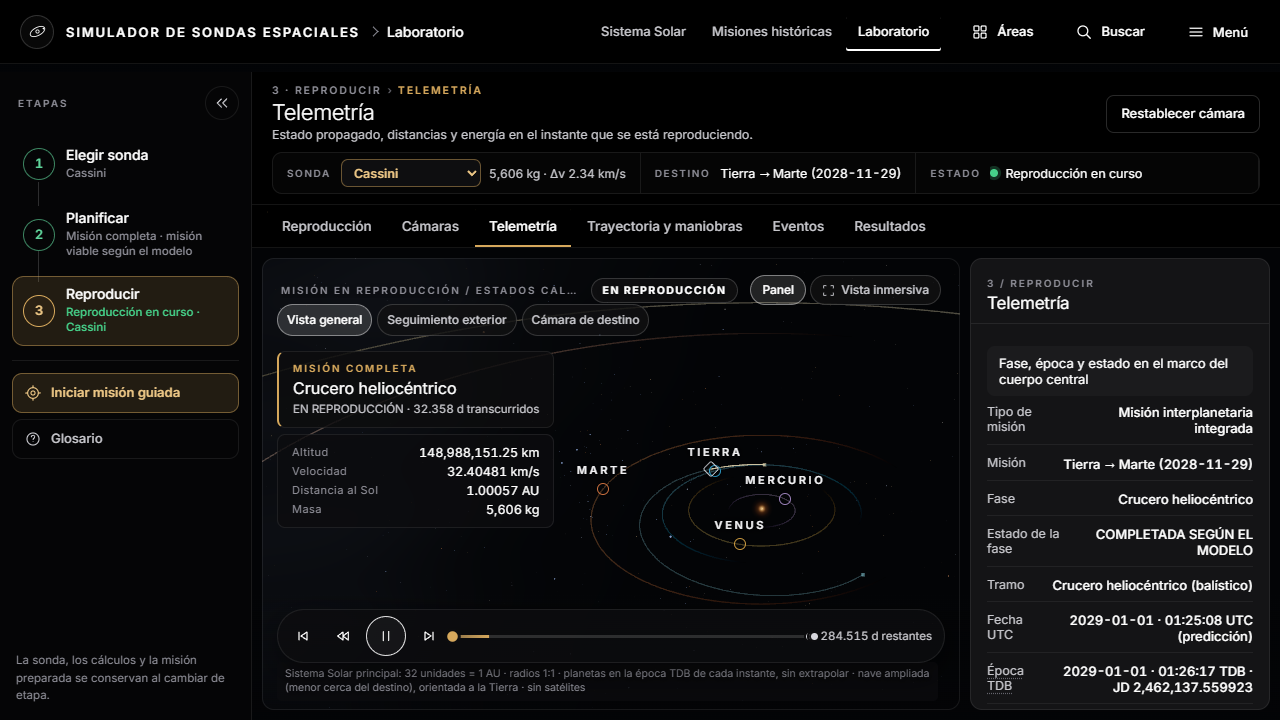 SIMULADOR DE SONDAS ESPACIALES > Laboratorio
Sistema Solar
Misiones históricas
Laboratorio
Áreas
Buscar
Menú
ETAPAS
1
Elegir sonda
Cassini
2
Planificar
Misión completa · misión
viable según el modelo
3
Reproducir
Reproducción en curso ·
Cassini
Iniciar misión guiada
Glosario
La sonda, los cálculos y la misión
preparada se conservan al cambiar de
etapa.
3 · REPRODUCIR › TELEMETRÍA
Telemetría
Estado propagado, distancias y energía en el instante que se está reproduciendo.
Restablecer cámara
SONDA Cassini 5,606 kg · Δv 2.34 km/s
DESTINO Tierra → Marte (2028-11-29)
ESTADO Reproducción en curso
Reproducción
Cámaras
Telemetría
Trayectoria y maniobras
Eventos
Resultados
MISIÓN EN REPRODUCCIÓN / ESTADOS CÁL…
EN REPRODUCCIÓN
Panel
Vista inmersiva
Vista general
Seguimiento exterior
Cámara de destino
MISIÓN COMPLETA
Crucero heliocéntrico
EN REPRODUCCIÓN · 32.358 d transcurridos
Altitud 148,988,151.25 km
Velocidad 32.40481 km/s
Distancia al Sol 1.00057 AU
Masa 5,606 kg
TIERRA
MARTE
MERCURIO
VENUS
284.515 d restantes
Sistema Solar principal: 32 unidades = 1 AU · radios 1:1 · planetas en la época TDB de cada instante, sin extrapolar · nave ampliada
(menor cerca del destino), orientada a la Tierra · sin satélites
3 / REPRODUCIR
Telemetría
Fase, época y estado en el marco del
cuerpo central
Tipo de
misión
Misión interplanetaria
integrada
Misión Tierra → Marte (2028-11-29)
Fase Crucero heliocéntrico
Estado de la
fase
COMPLETADA SEGÚN EL
MODELO
Tramo Crucero heliocéntrico (balístico)
Fecha
UTC
2029-01-01 · 01:25:08 UTC
(predicción)
Época
TDB
2029-01-01 · 01:26:17 TDB ·
JD 2,462,137.559923